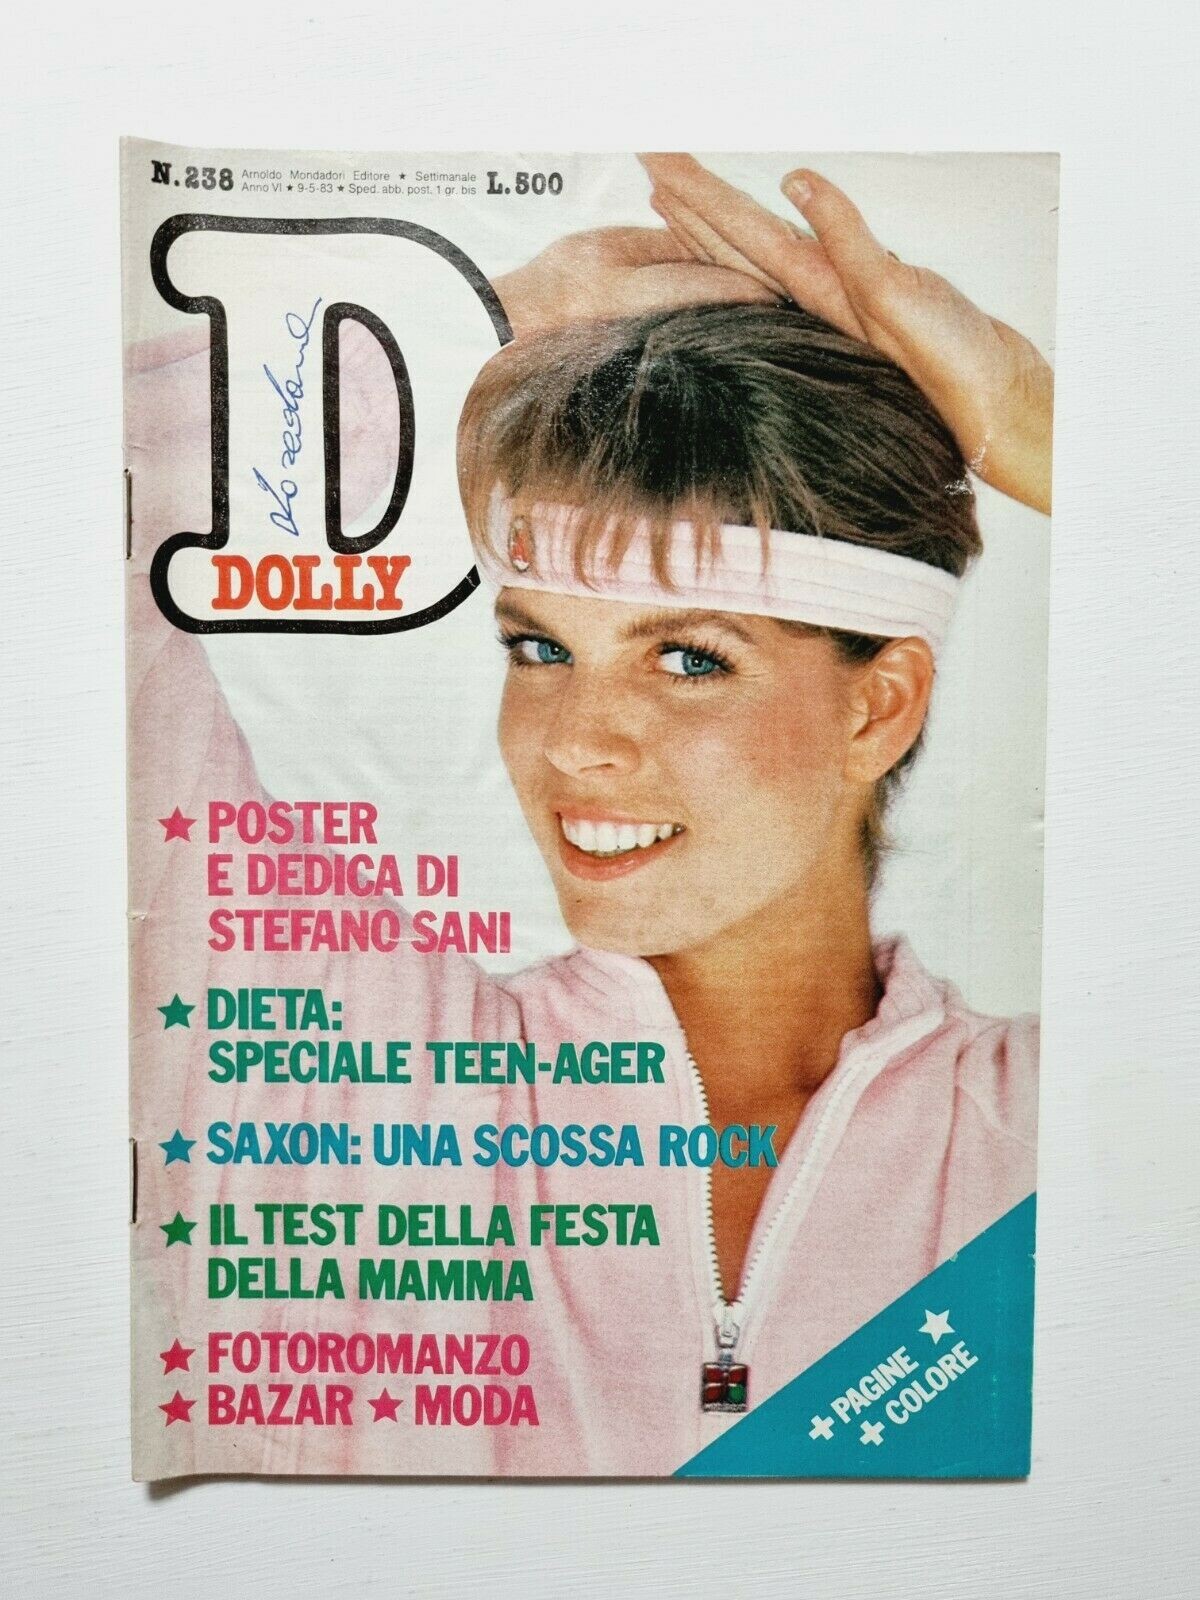 N.238 Arnoldo Mondadori Editore ★ Settimanale L.500
Anno VI ★ 9-5-83 ★ Sped. abb. post. 1 gr. bis
D
DOLLY
★ POSTER
E DEDICA DI
STEFANO SANI
★ DIETA:
SPECIALE TEEN-AGER
★ SAXON: UNA SCOSSA ROCK
★ IL TEST DELLA FESTA
DELLA MAMMA
★ FOTOROMANZO
★ BAZAR ★ MODA
+ PAGINE ★
+ COLORE